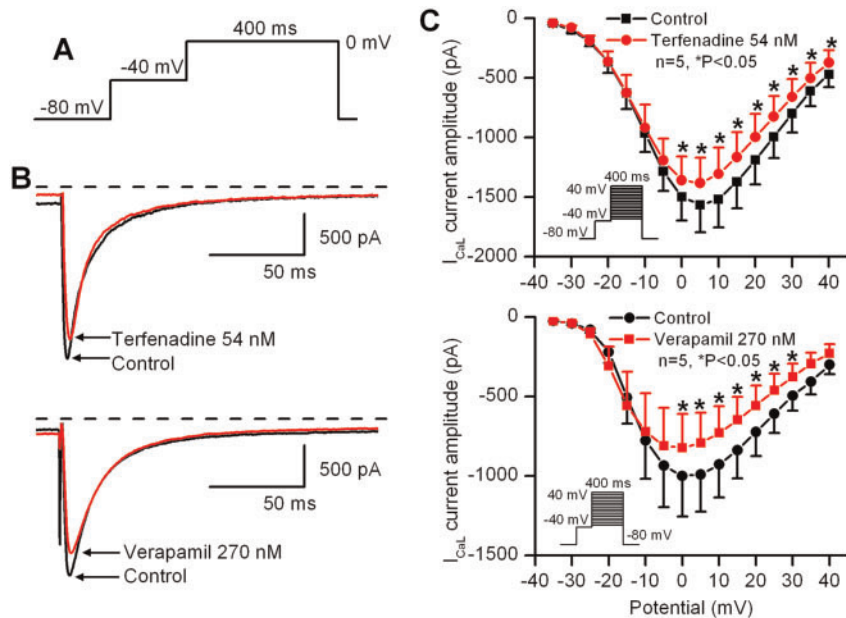 A
400 ms
0 mV
-40 mV
-80 mV
B
500 pA
50 ms
Terfenadine 54 nM
Control
500 pA
50 ms
Verapamil 270 nM
Control
C
0
-500
-1000
-1500
-2000
I_CaL current amplitude (pA)
Control
Terfenadine 54 nM
n=5, *P<0.05
* * * * * * * * *
400 ms
40 mV
-40 mV
-80 mV
-40 -30 -20 -10 0 10 20 30 40
0
-500
-1000
-1500
I_CaL current amplitude (pA)
Control
Verapamil 270 nM
n=5, *P<0.05
* * * * * * *
400 ms
40 mV
-40 mV
-80 mV
-40 -30 -20 -10 0 10 20 30 40
Potential (mV)